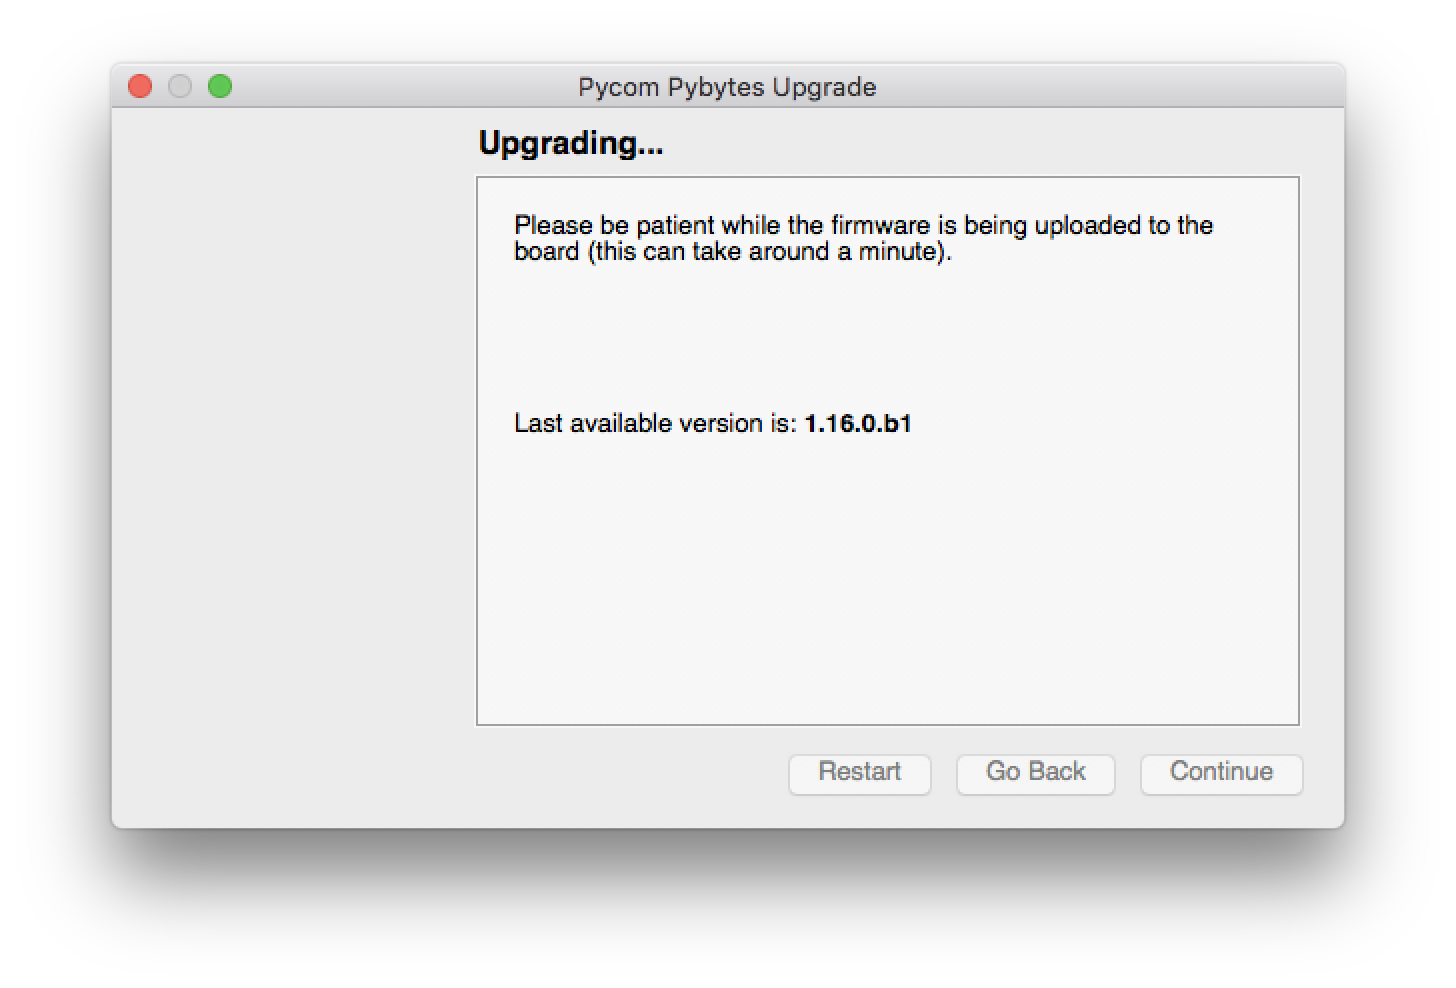 Pycom Pybytes Upgrade
Upgrading...
Please be patient while the firmware is being uploaded to the
board (this can take around a minute).
Last available version is: 1.16.0.b1
Restart Go Back Continue